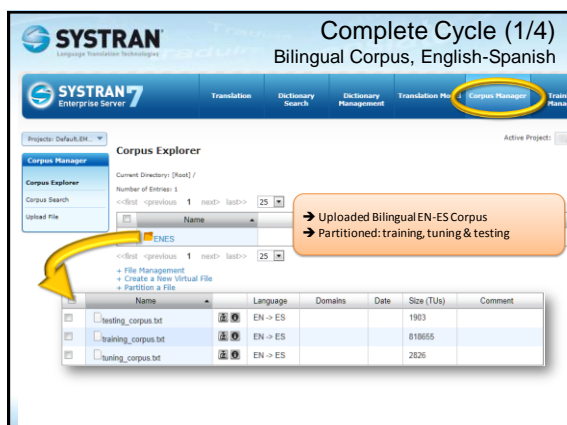 SYSTRAN
Language Translation Technologies
Complete Cycle (1/4)
Bilingual Corpus, English-Spanish
SYSTRAN 7
Enterprise Server
Translation
Dictionary Search
Dictionary Management
Corpus Manager
Projects: Default,EM...
Active Project:
Corpus Manager
Corpus Explorer
Corpus Search
Upload File
Corpus Explorer
Current Directory: [Root] /
Number of Entries: 1
<<first <previous 1 next> last>> 25
Name
ENES
<<first <previous 1 next> last>> 25
+ File Management
+ Create a New Virtual File
+ Partition a File
➔ Uploaded Bilingual EN-ES Corpus
➔ Partitioned: training, tuning & testing
Name Language Domains Date Size (TUs) Comment
testing_corpus.txt EN -> ES 1903
training_corpus.txt EN -> ES 818655
tuning_corpus.txt EN -> ES 2826